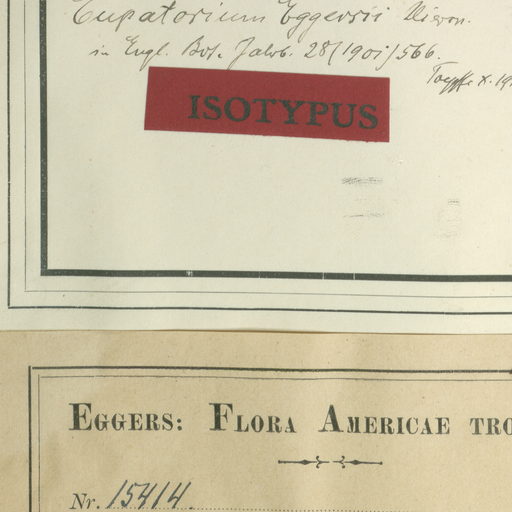 Eupatorium Eggersii Hieron.
in Engl. Bot. Jahrb. 28 (1901) 566.
ISOTYPUS
EGGERS: FLORA AMERICAE TRO
Nr. 15414.